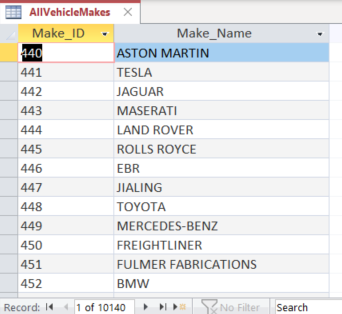 AllVehicleMakes
Make_ID Make_Name
440 ASTON MARTIN
441 TESLA
442 JAGUAR
443 MASERATI
444 LAND ROVER
445 ROLLS ROYCE
446 EBR
447 JIALING
448 TOYOTA
449 MERCEDES-BENZ
450 FREIGHTLINER
451 FULMER FABRICATIONS
452 BMW
Record: 1 of 10140 No Filter Search